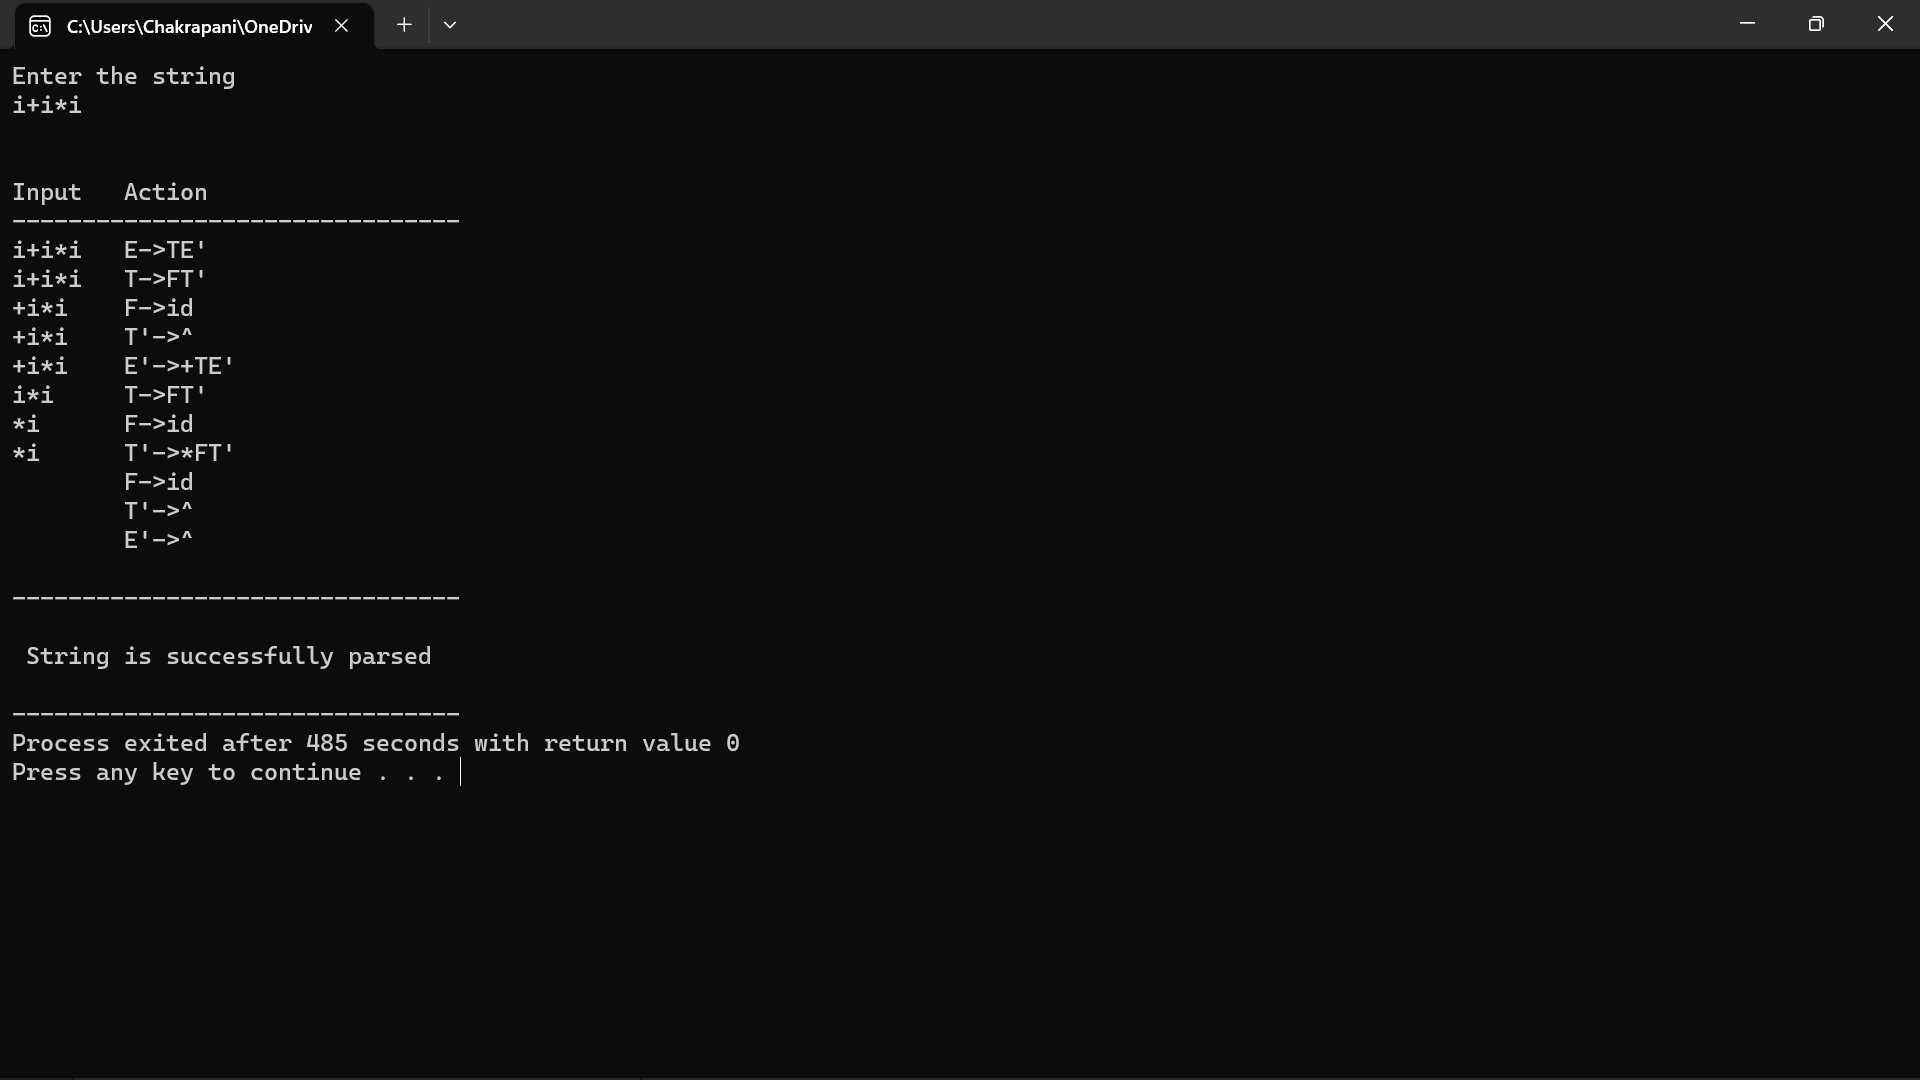 C:\Users\Chakrapani\OneDriv
Enter the string
i+i*i
Input   Action
--------------------------------
i+i*i   E->TE'
i+i*i   T->FT'
+i*i    F->id
+i*i    T'->^
+i*i    E'->+TE'
i*i     T->FT'
*i      F->id
*i      T'->*FT'
        F->id
        T'->^
        E'->^
--------------------------------
 String is successfully parsed
--------------------------------
Process exited after 485 seconds with return value 0
Press any key to continue . . .